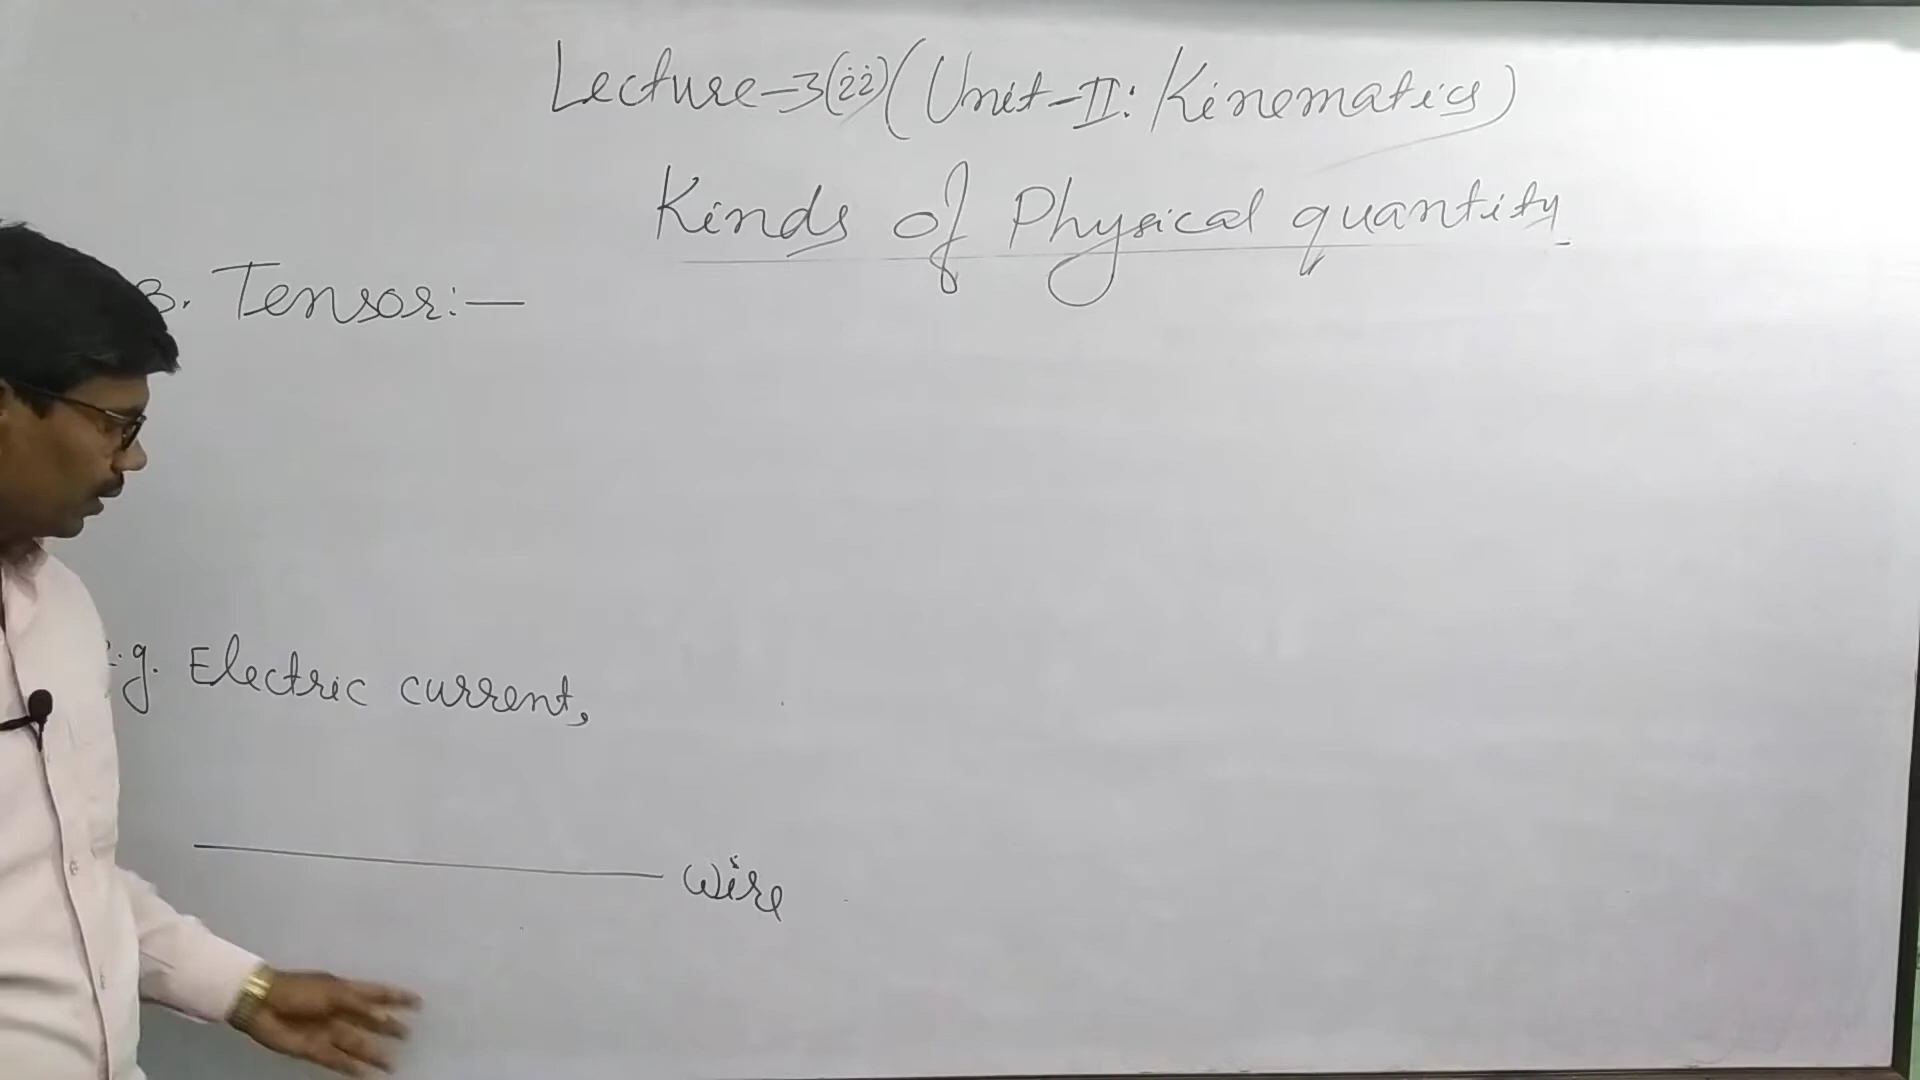 Lecture-3(ii)(Unit-II: Kinematics)
Kinds of Physical quantity
3. Tensor:—
.g. Electric current,
wire